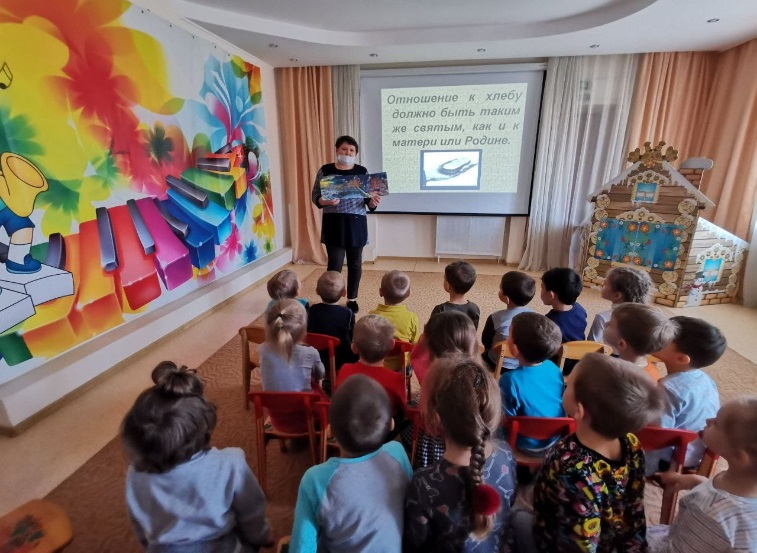 Отношение к хлебу
должно быть таким
же святым, как и к
матери или Родине.